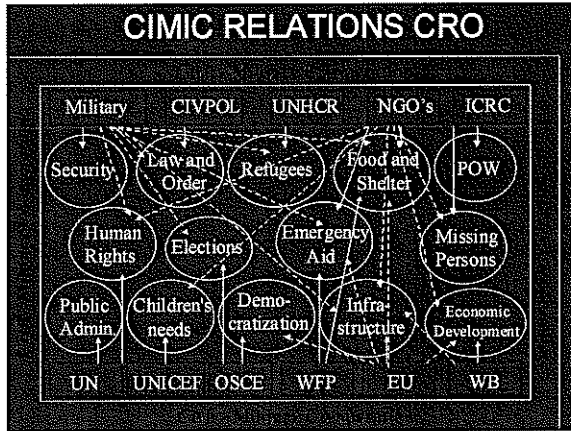 CIMIC RELATIONS CRO
Military CIVPOL UNHCR NGO's ICRC
Security
Law and
Order
Refugees
Food and
Shelter
POW
Human
Rights
Elections
Emergency
Aid
Missing
Persons
Public
Admin.
Children's
needs
Demo-
cratization
Infra-
structure
Economic
Development
UN UNICEF OSCE WFP EU WB